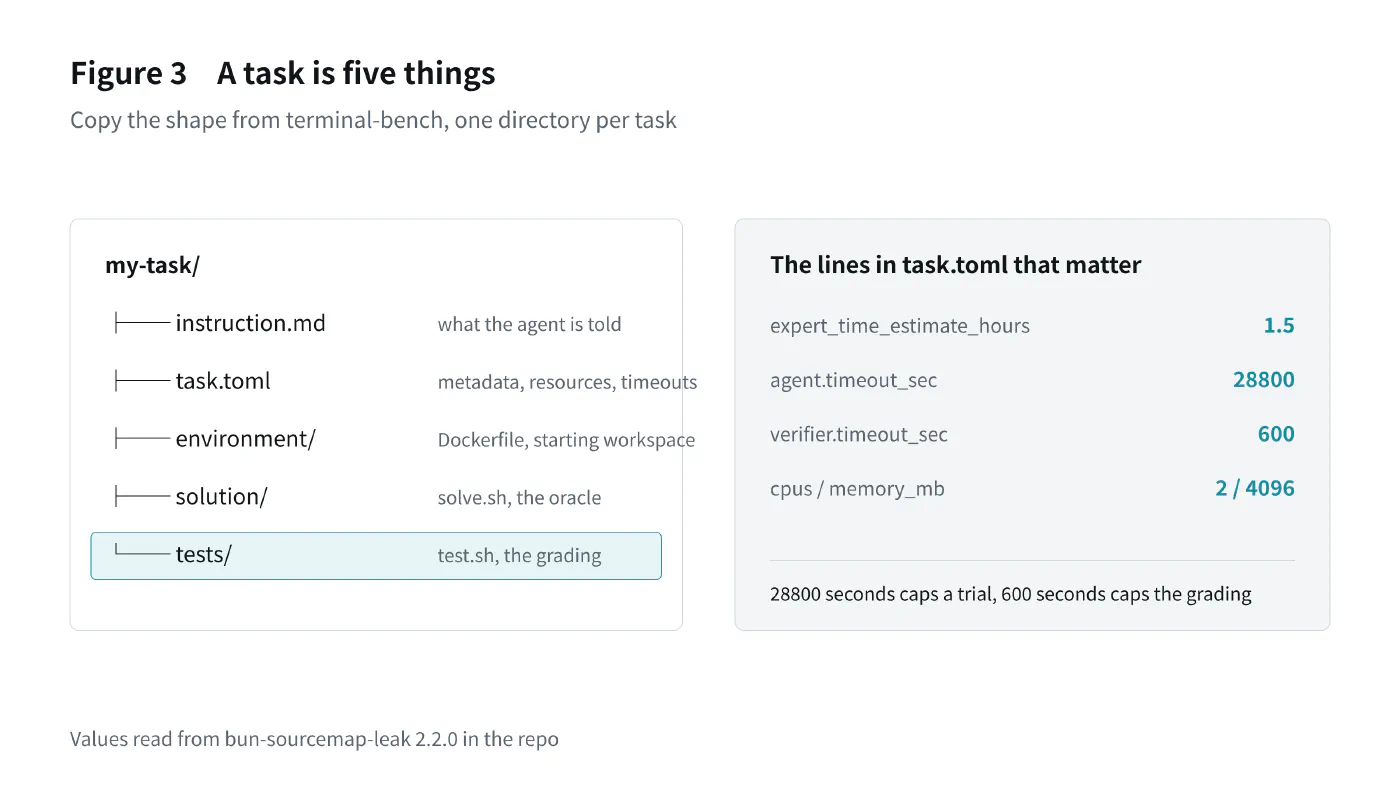 Figure 3 A task is five things
Copy the shape from terminal-bench, one directory per task
my-task/
├── instruction.md what the agent is told
├── task.toml metadata, resources, timeouts
├── environment/ Dockerfile, starting workspace
├── solution/ solve.sh, the oracle
└── tests/ test.sh, the grading
The lines in task.toml that matter
expert_time_estimate_hours 1.5
agent.timeout_sec 28800
verifier.timeout_sec 600
cpus / memory_mb 2 / 4096
28800 seconds caps a trial, 600 seconds caps the grading
Values read from bun-sourcemap-leak 2.2.0 in the repo